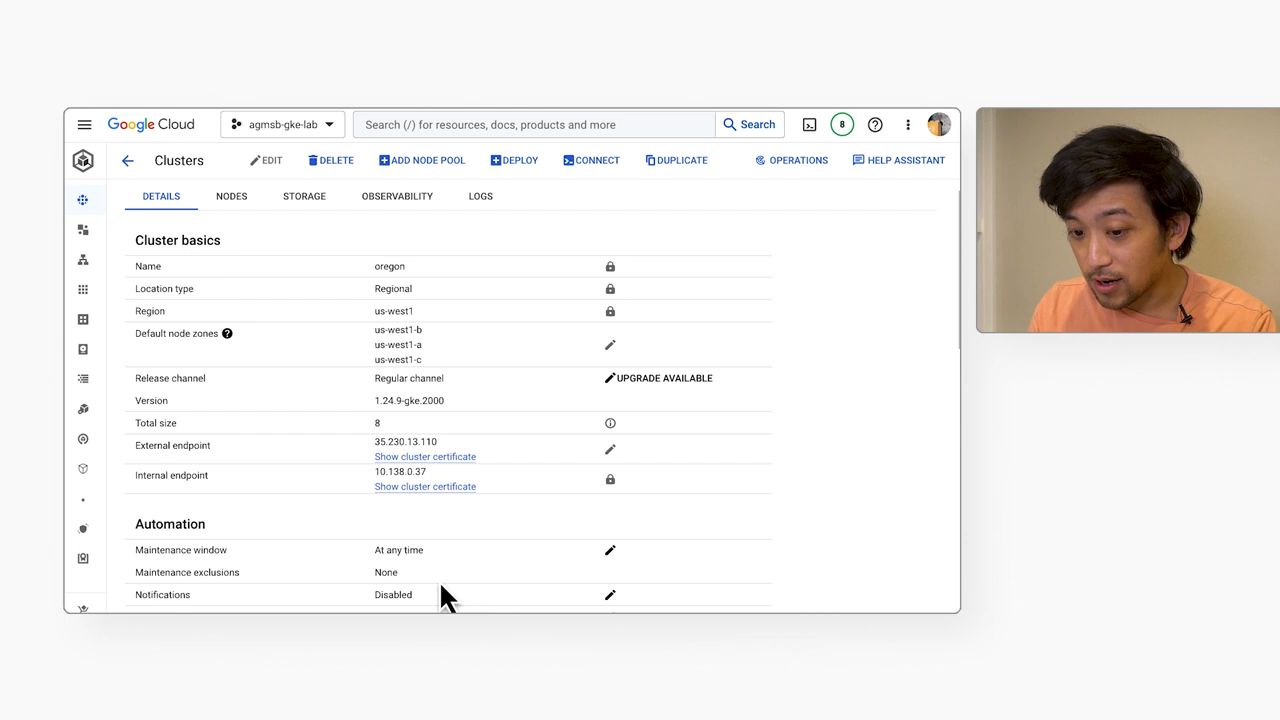 Google Cloud
agmsb-gke-lab
Search (/) for resources, docs, products and more
Search
8
Clusters
EDIT
DELETE
ADD NODE POOL
DEPLOY
CONNECT
DUPLICATE
OPERATIONS
HELP ASSISTANT
DETAILS
NODES
STORAGE
OBSERVABILITY
LOGS
Cluster basics
Name oregon
Location type Regional
Region us-west1
Default node zones us-west1-b
us-west1-a
us-west1-c
Release channel Regular channel UPGRADE AVAILABLE
Version 1.24.9-gke.2000
Total size 8
External endpoint 35.230.13.110
Show cluster certificate
Internal endpoint 10.138.0.37
Show cluster certificate
Automation
Maintenance window At any time
Maintenance exclusions None
Notifications Disabled